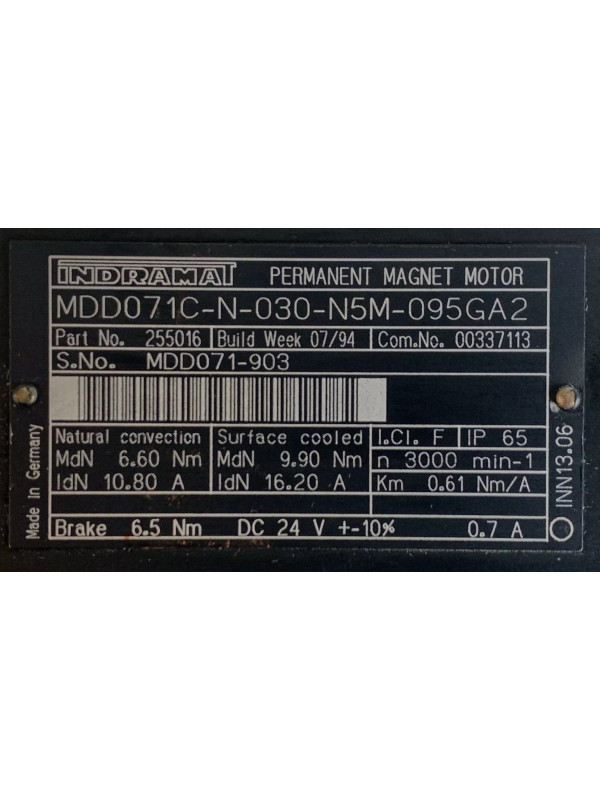 INDRAMAT PERMANENT MAGNET MOTOR
MDD071C-N-030-N5M-095GA2
Part No. 255016 Build Week 07/94 Com.No. 00337113
S.No. MDD071-903
Natural convection Surface cooled I.Cl. F IP 65
MdN 6.60 Nm MdN 9.90 Nm n 3000 min-1
IdN 10.80 A IdN 16.20 A Km 0.61 Nm/A
Brake 6.5 Nm DC 24 V +-10% 0.7 A
Made in Germany
INN13.06